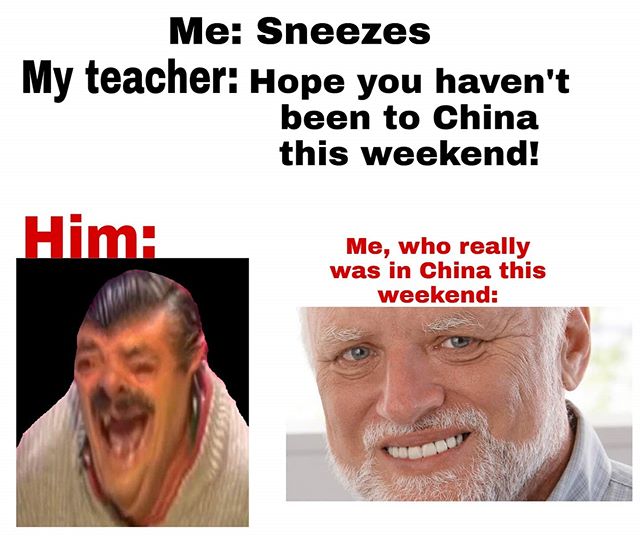 Me: Sneezes
My teacher: Hope you haven't
been to China
this weekend!
Him:
Me, who really
was in China this
weekend: